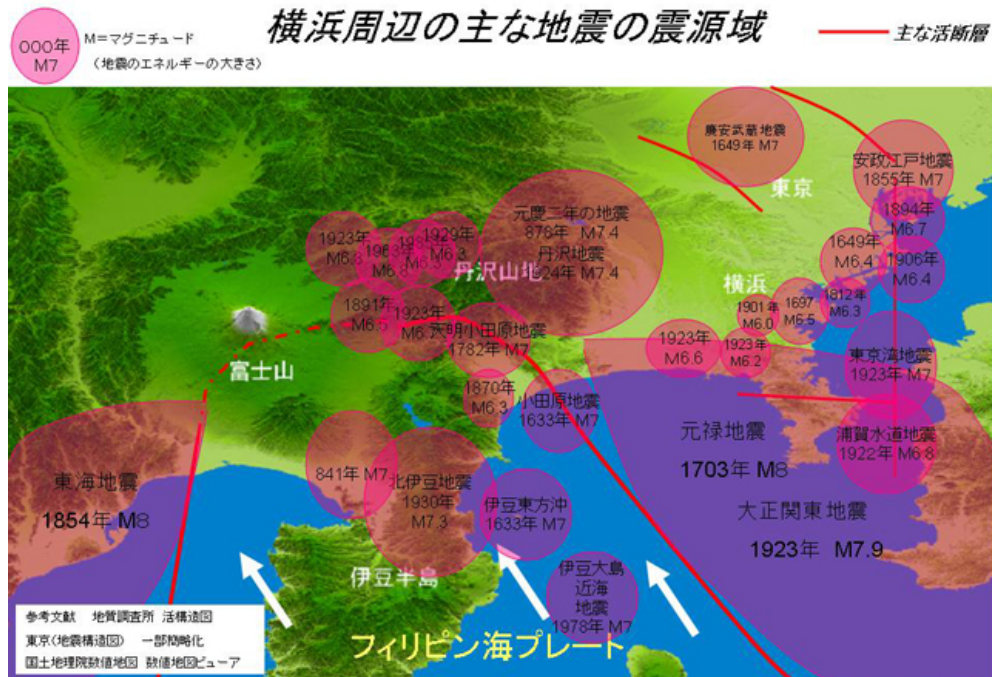 000年
M7
M=マグニチュード
(地震のエネルギーの大きさ)
横浜周辺の主な地震の震源域
主な活断層
慶安武蔵地震
1649年 M7
東京
安政江戸地震
1855年 M7
1894年
M6.7
1906年
M6.4
1649年
M6.4
1812年
M6.3
1697
M6.5
横浜
1901年
M6.0
1923年
M6.2
1923年
M6.6
元慶二年の地震
878年 M7.4
丹沢地震
M7.4
丹沢山地
1929年
M6.3
1923年
1891年
M6.5
1923年
天明小田原地震
1782年 M7
富士山
1870年
M6.3
小田原地震
1633年 M7
東京湾地震
1923年 M7
浦賀水道地震
1922年 M6.8
元禄地震
1703年 M8
大正関東地震
1923年 M7.9
東海地震
1854年 M8
841年 M7
北伊豆地震
1930年
M7.3
伊豆東方沖
1633年 M7
伊豆半島
伊豆大島
近海
地震
1978年 M7
フィリピン海プレート
参考文献 地質調査所 活構造図
東京(地震構造図) 一部簡略化
国土地理院数値地図 数値地図ビューア